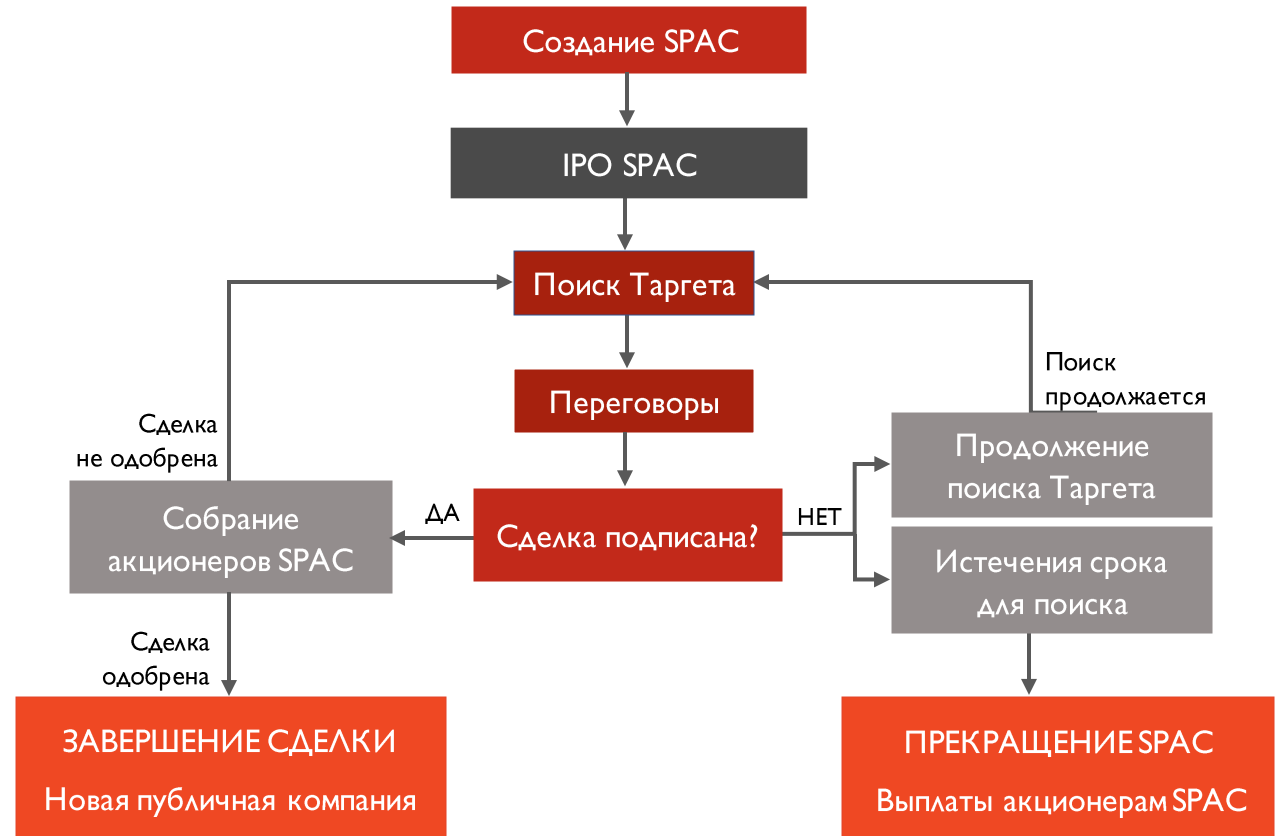 Создание SPAC
IPO SPAC
Поиск Таргета
Переговоры
Сделка подписана?
ДА
НЕТ
Собрание
акционеров SPAC
Сделка
не одобрена
Сделка
одобрена
ЗАВЕРШЕНИЕ СДЕЛКИ
Новая публичная компания
Поиск
продолжается
Продолжение
поиска Таргета
Истечения срока
для поиска
ПРЕКРАЩЕНИЕ SPAC
Выплаты акционерам SPAC